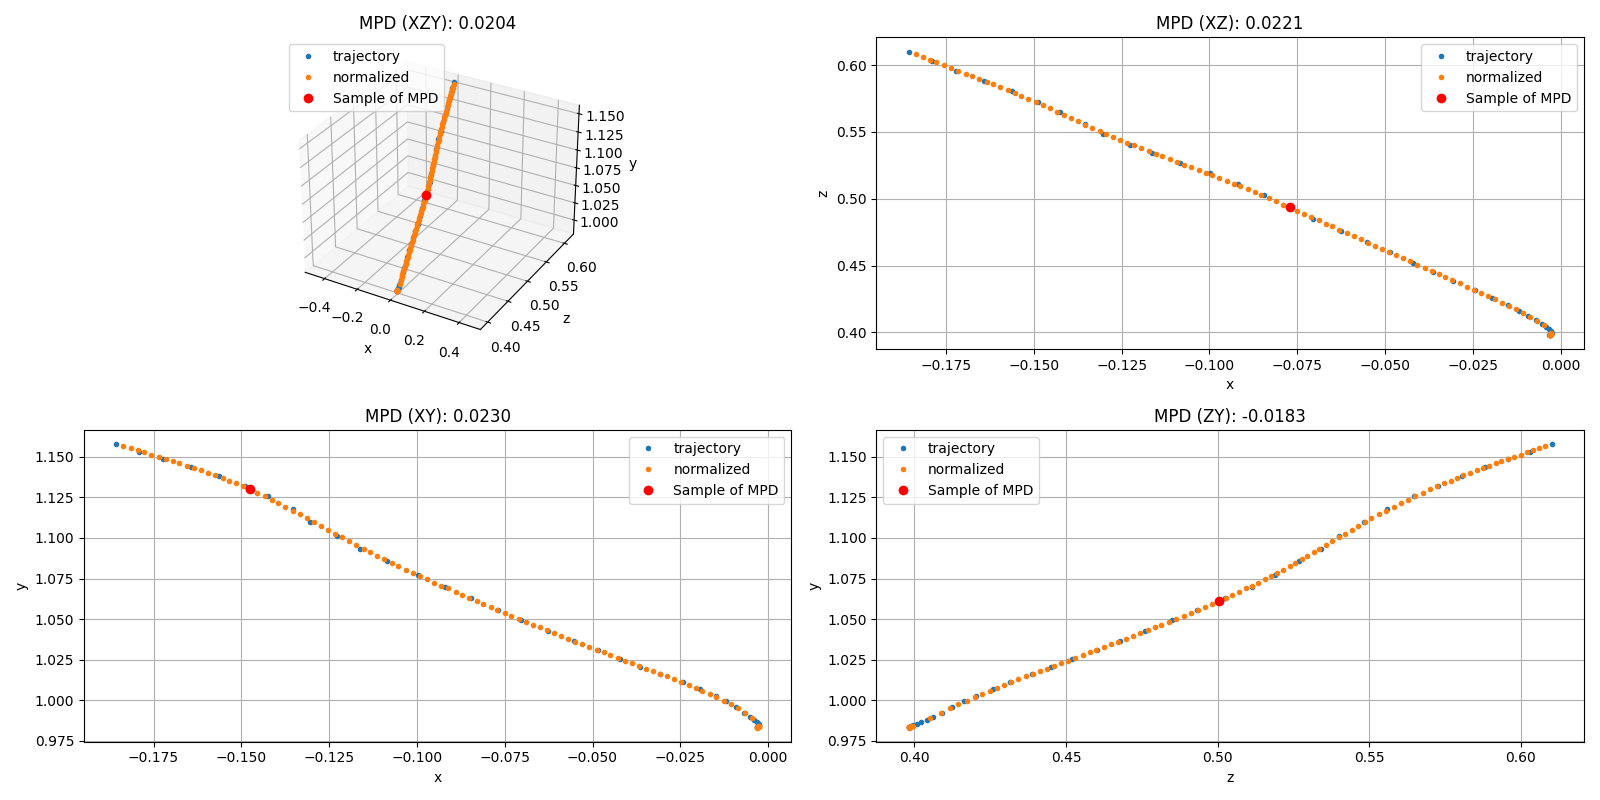 MPD (XZY): 0.0204
trajectory
normalized
Sample of MPD
1.150
1.125
1.100
1.075
1.050
1.025
1.000
y
0.60
0.55
0.50
0.45
0.40
z
−0.4
−0.2
0.0
0.2
0.4
x
MPD (XZ): 0.0221
trajectory
normalized
Sample of MPD
0.60
0.55
0.50
0.45
0.40
z
−0.175 −0.150 −0.125 −0.100 −0.075 −0.050 −0.025 0.000
x
MPD (XY): 0.0230
trajectory
normalized
Sample of MPD
1.150
1.125
1.100
1.075
1.050
1.025
1.000
0.975
y
−0.175 −0.150 −0.125 −0.100 −0.075 −0.050 −0.025 0.000
x
MPD (ZY): -0.0183
trajectory
normalized
Sample of MPD
1.150
1.125
1.100
1.075
1.050
1.025
1.000
0.975
y
0.40 0.45 0.50 0.55 0.60
z